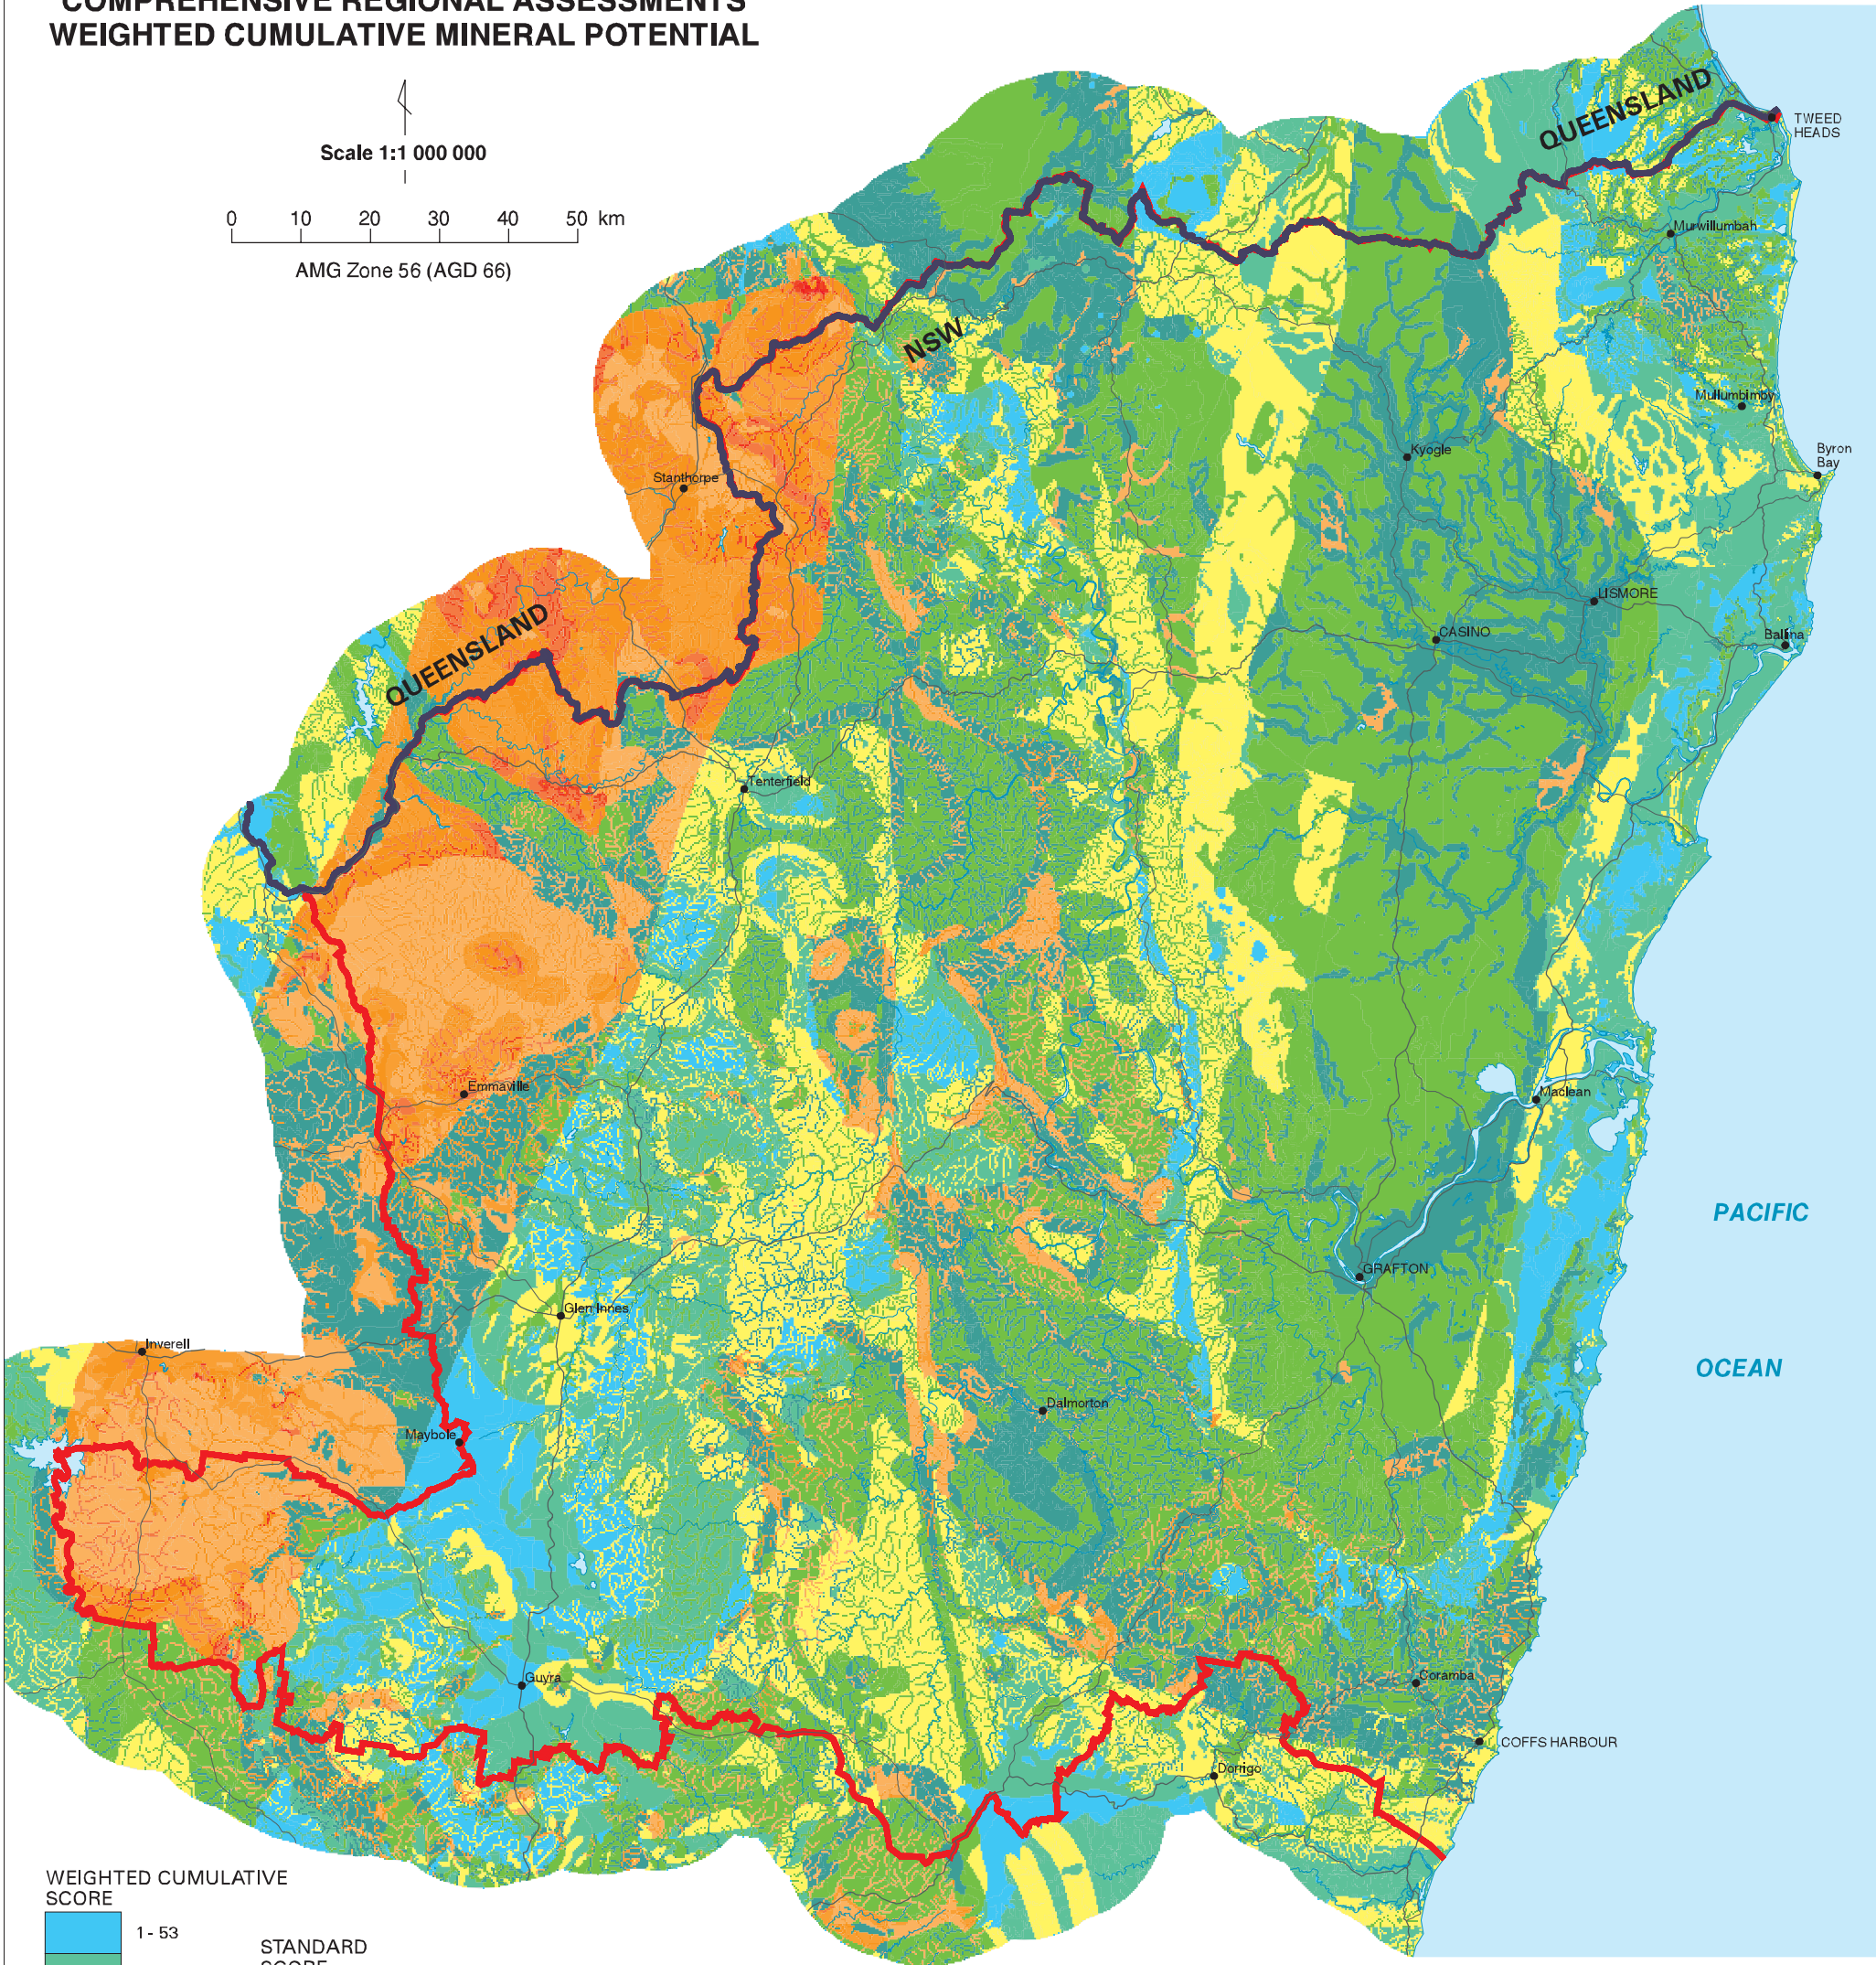 COMPREHENSIVE REGIONAL ASSESSMENTS
WEIGHTED CUMULATIVE MINERAL POTENTIAL
Scale 1:1 000 000
0 10 20 30 40 50 km
AMG Zone 56 (AGD 66)
QUEENSLAND
TWEED
HEADS
Murwillumbah
NSW
Mullumbimby
Byron
Bay
Kyogle
Stanthorpe
LISMORE
CASINO
Ballina
QUEENSLAND
Tenterfield
Emmaville
Maclean
PACIFIC
GRAFTON
Glen Innes
Inverell
OCEAN
Dalmorton
Maybole
Guyra
Coramba
COFFS HARBOUR
Dorrigo
WEIGHTED CUMULATIVE
SCORE
1 - 53
STANDARD
SCORE